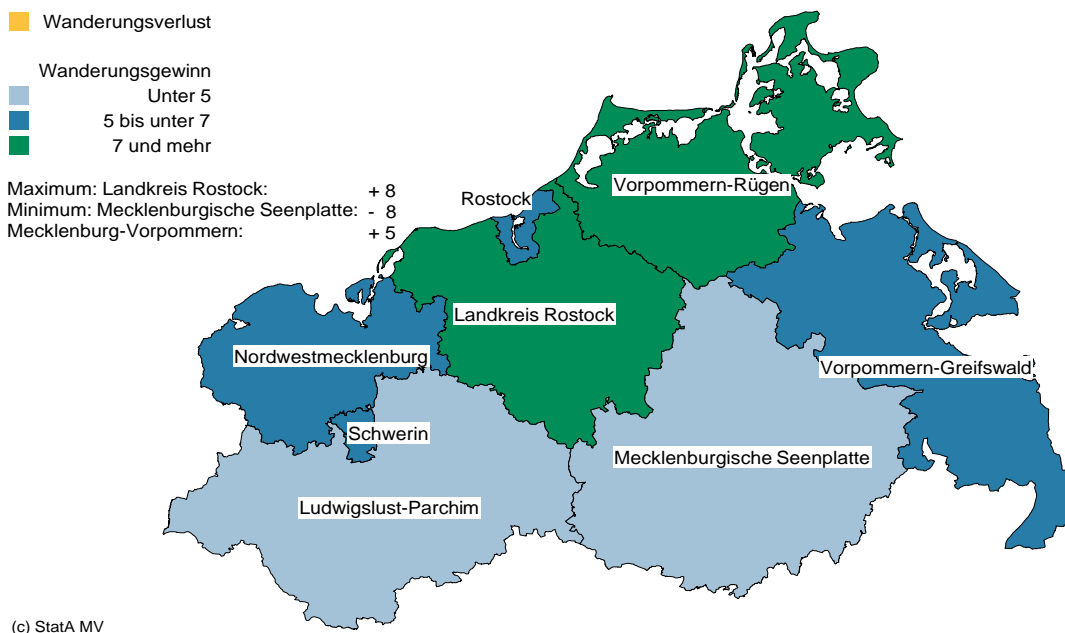 Wanderungsverlust
Wanderungsgewinn
Unter 5
5 bis unter 7
7 und mehr
Maximum: Landkreis Rostock: + 8
Minimum: Mecklenburgische Seenplatte: - 8
Mecklenburg-Vorpommern: + 5
Rostock
Vorpommern-Rügen
Landkreis Rostock
Nordwestmecklenburg
Vorpommern-Greifswald
Schwerin
Mecklenburgische Seenplatte
Ludwigslust-Parchim
(c) StatA MV